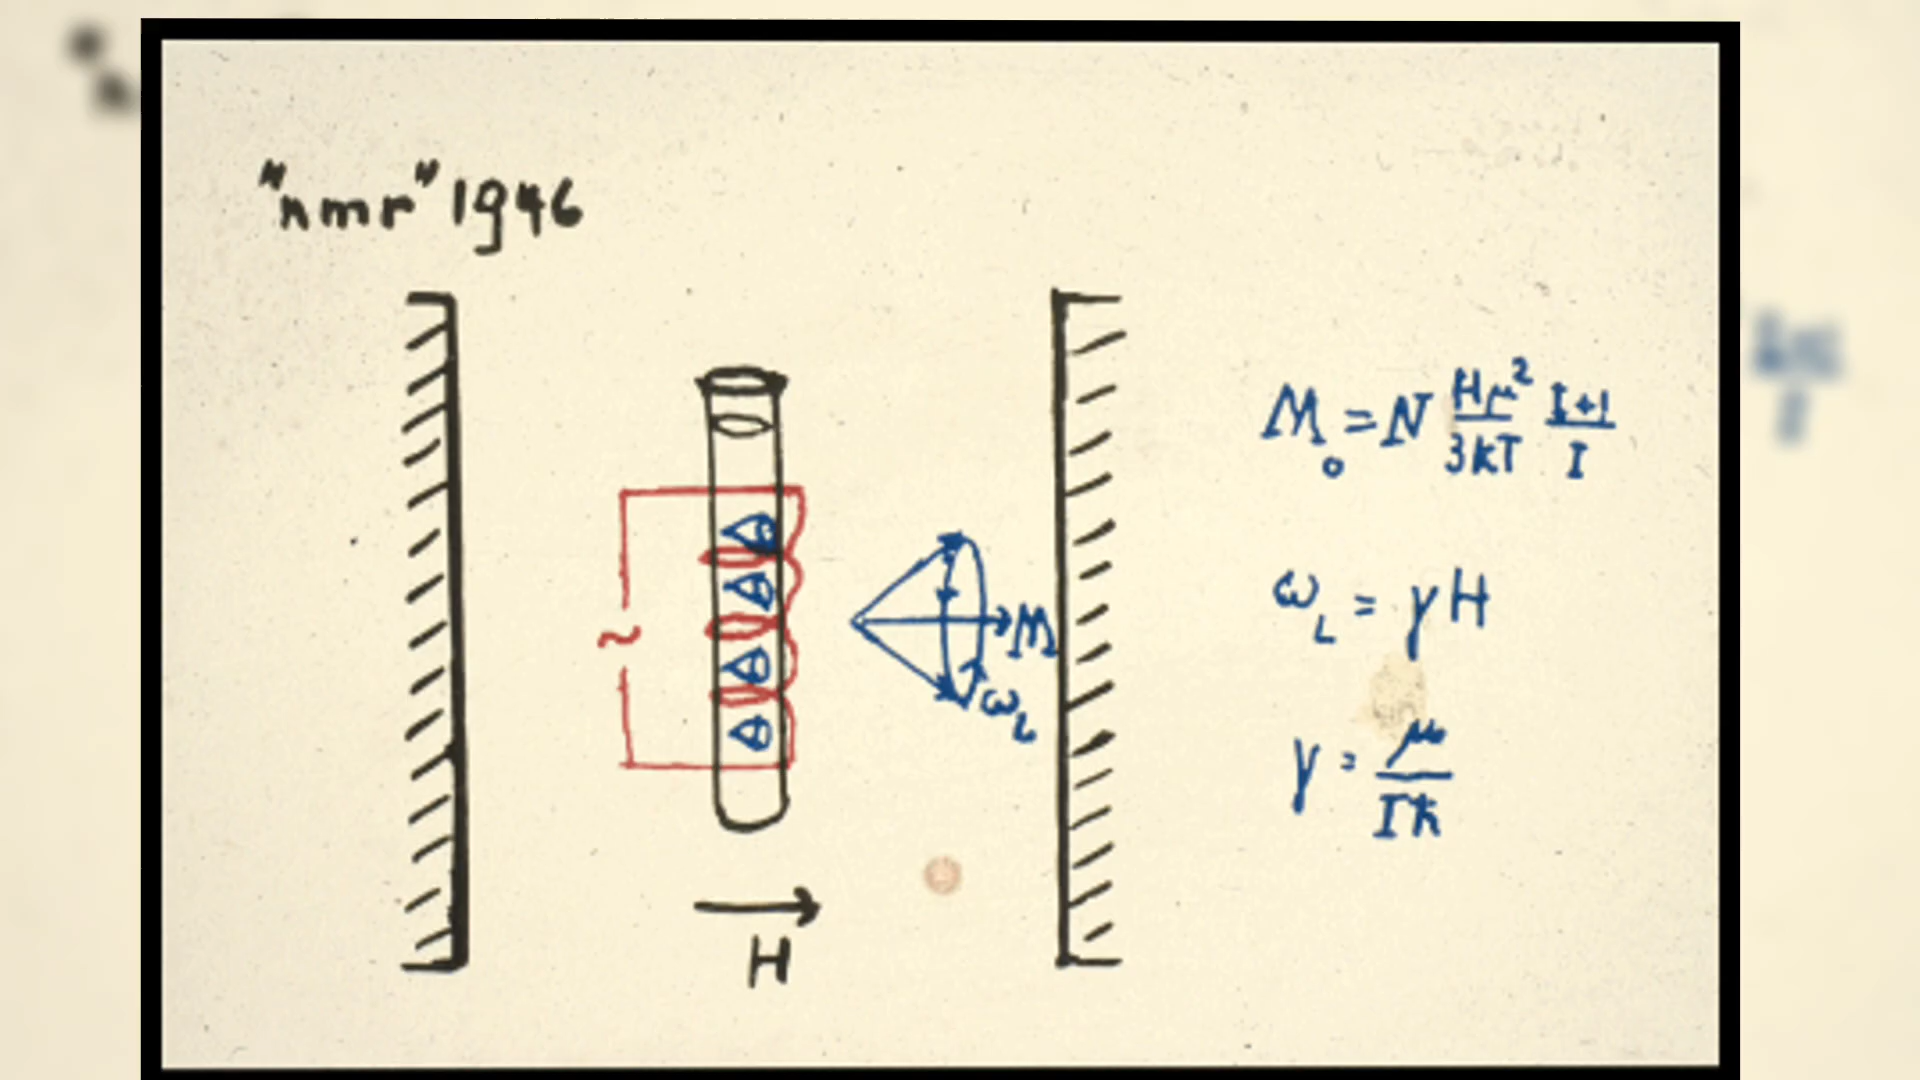 "nmr" 1946
M₀ = N Hμ²/3kT I+1/I
~
M
ω_L
ω_L = γH
γ = μ/Iħ
H